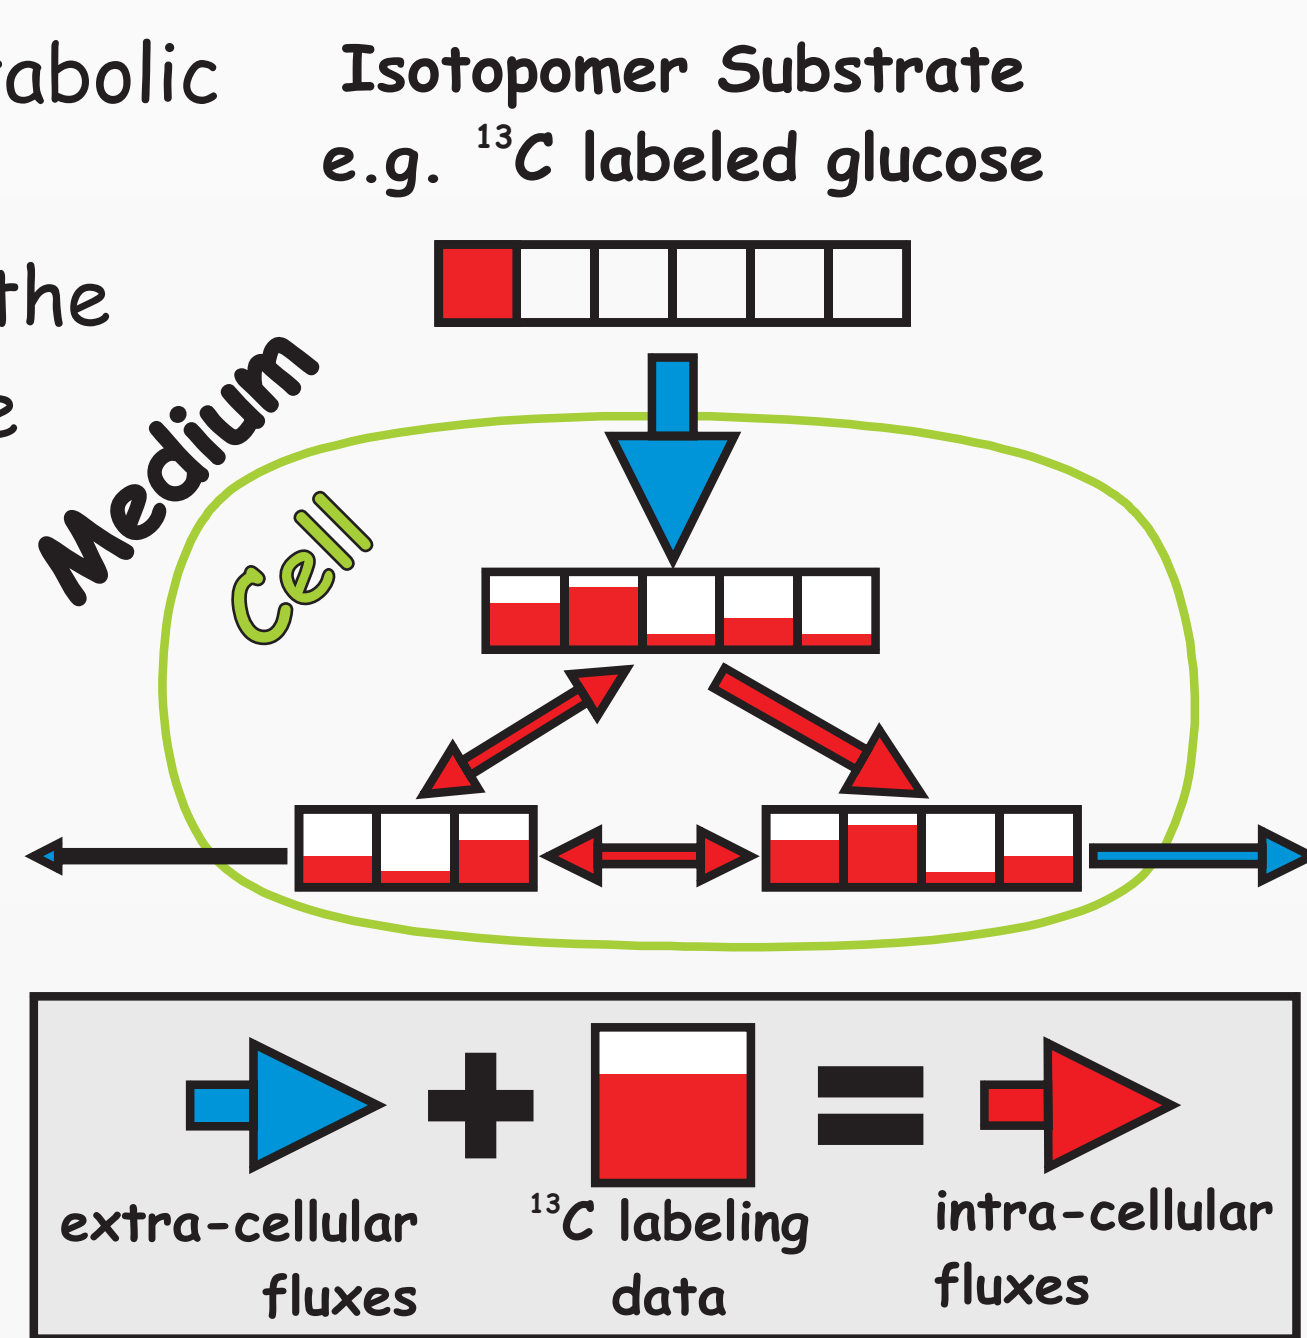 abolic
Isotopomer Substrate
e.g. ¹³C labeled glucose
the
e
Medium
Cell
extra-cellular
fluxes
¹³C labeling
data
intra-cellular
fluxes